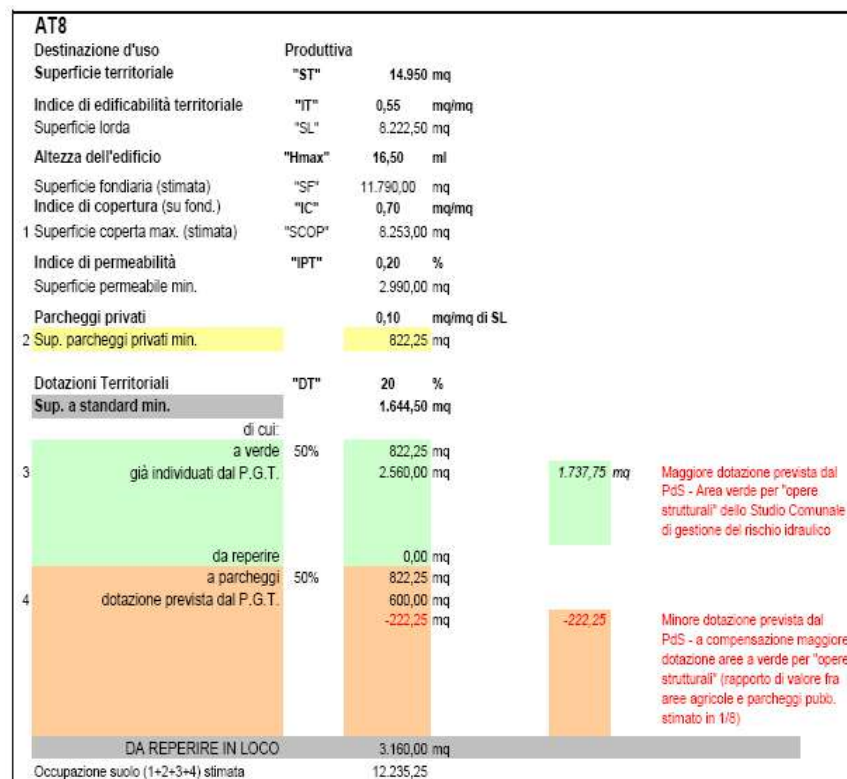 AT8
Destinazione d'uso Produttiva
Superficie territoriale "ST" 14.950 mq
Indice di edificabilità territoriale "IT" 0,55 mq/mq
Superficie lorda "SL" 8.222,50 mq
Altezza dell'edificio "Hmax" 16,50 ml
Superficie fondiaria (stimata) "SF" 11.790,00 mq
Indice di copertura (su fond.) "IC" 0,70 mq/mq
1 Superficie coperta max. (stimata) "SCOP" 8.253,00 mq
Indice di permeabilità "IPT" 0,20 %
Superficie permeabile min. 2.990,00 mq
Parcheggi privati 0,10 mq/mq di SL
2 Sup. parcheggi privati min. 822,25 mq
Dotazioni Territoriali "DT" 20 %
Sup. a standard min. 1.644,50 mq
di cui:
a verde 50% 822,25 mq
3 già individuati dal P.G.T. 2.560,00 mq 1.737,75 mq Maggiore dotazione prevista dal
PdS - Area verde per "opere
strutturali" dello Studio Comunale
di gestione del rischio idraulico
da reperire 0,00 mq
a parcheggi 50% 822,25 mq
4 dotazione prevista dal P.G.T. 600,00 mq
-222,25 mq -222,25 Minore dotazione prevista dal
PdS - a compensazione maggiore
dotazione aree a verde per "opere
strutturali" (rapporto di valore fra
aree agricole e parcheggi pubb.
stimato in 1/8)
DA REPERIRE IN LOCO 3.160,00 mq
Occupazione suolo (1+2+3+4) stimata 12.235,25